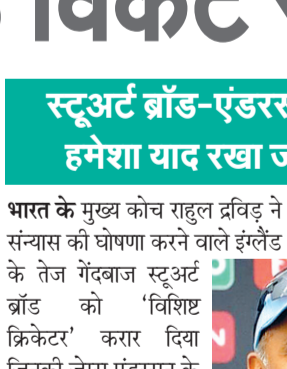 विकेट
स्टूअर्ट ब्रॉड-एंडरस
हमेशा याद रखा ज
भारत के मुख्य कोच राहुल द्रविड़ ने
संन्यास की घोषणा करने वाले इंग्लैंड
के तेज गेंदबाज स्टूअर्ट
ब्रॉड को ‘विशिष्ट
क्रिकेटर’ करार दिया